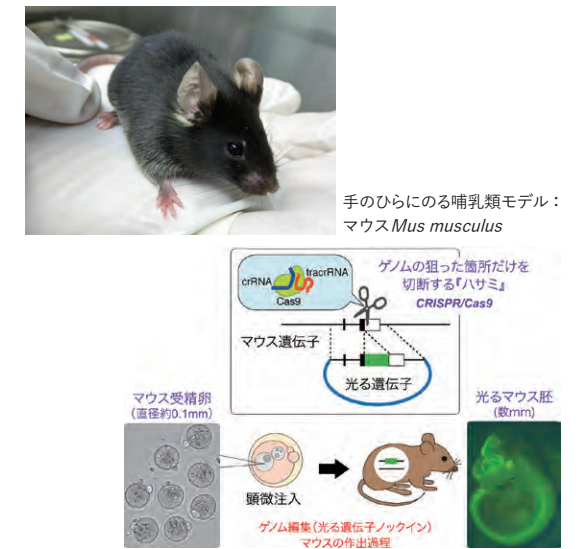 手のひらにのる哺乳類モデル：
マウスMus musculus
crRNA
tracrRNA
Cas9
ゲノムの狙った箇所だけを
切断する『ハサミ』
CRISPR/Cas9
マウス遺伝子
光る遺伝子
マウス受精卵
(直径約0.1mm)
顕微注入
光るマウス胚
(数mm)
ゲノム編集(光る遺伝子ノックイン)
マウスの作出過程